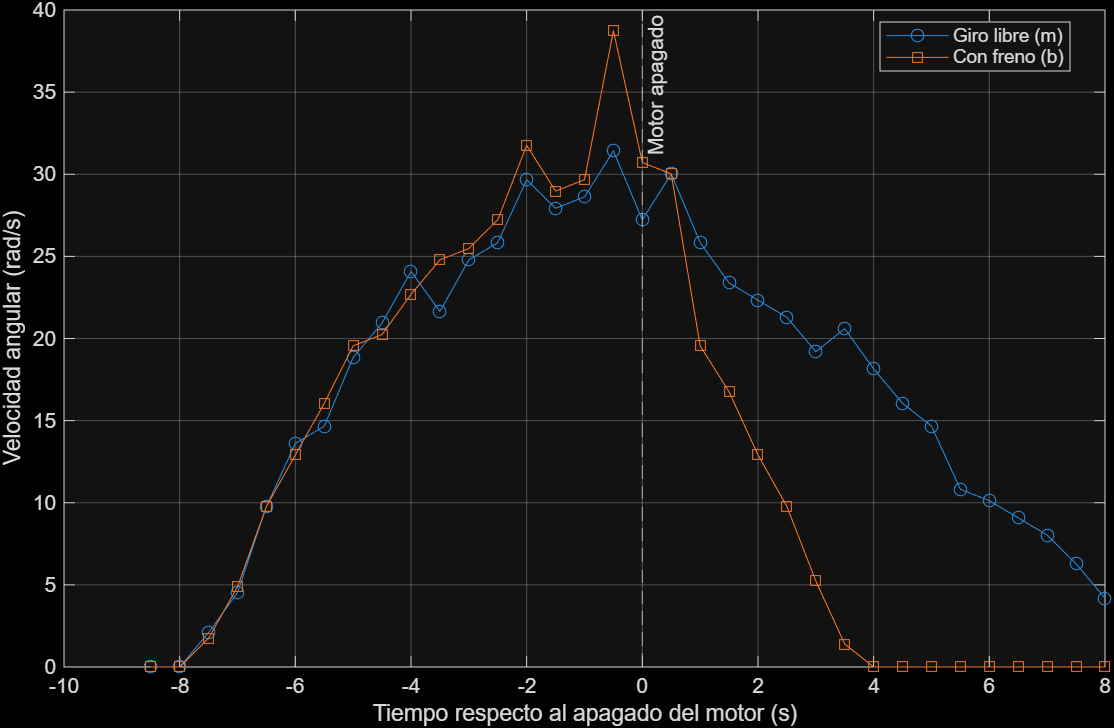 Giro libre (m)
Con freno (b)
Motor apagado
Velocidad angular (rad/s)
40
35
30
25
20
15
10
5
0
-10 -8 -6 -4 -2 0 2 4 6 8
Tiempo respecto al apagado del motor (s)